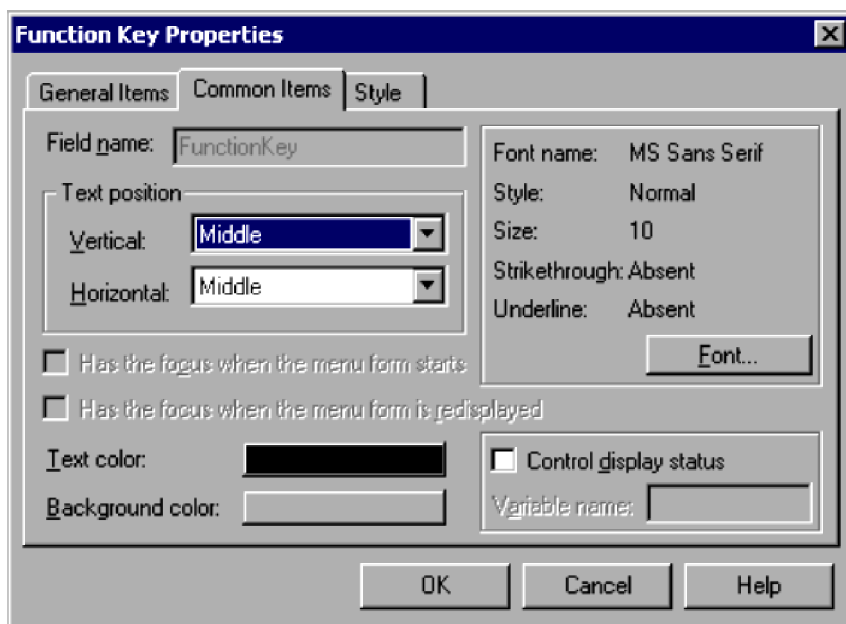 Function Key Properties
General Items Common Items Style
Field name: FunctionKey
Text position
Vertical: Middle
Horizontal: Middle
Has the focus when the menu form starts
Has the focus when the menu form is redisplayed
Text color:
Background color:
Font name: MS Sans Serif
Style: Normal
Size: 10
Strikethrough: Absent
Underline: Absent
Font...
Control display status
Variable name:
OK Cancel Help